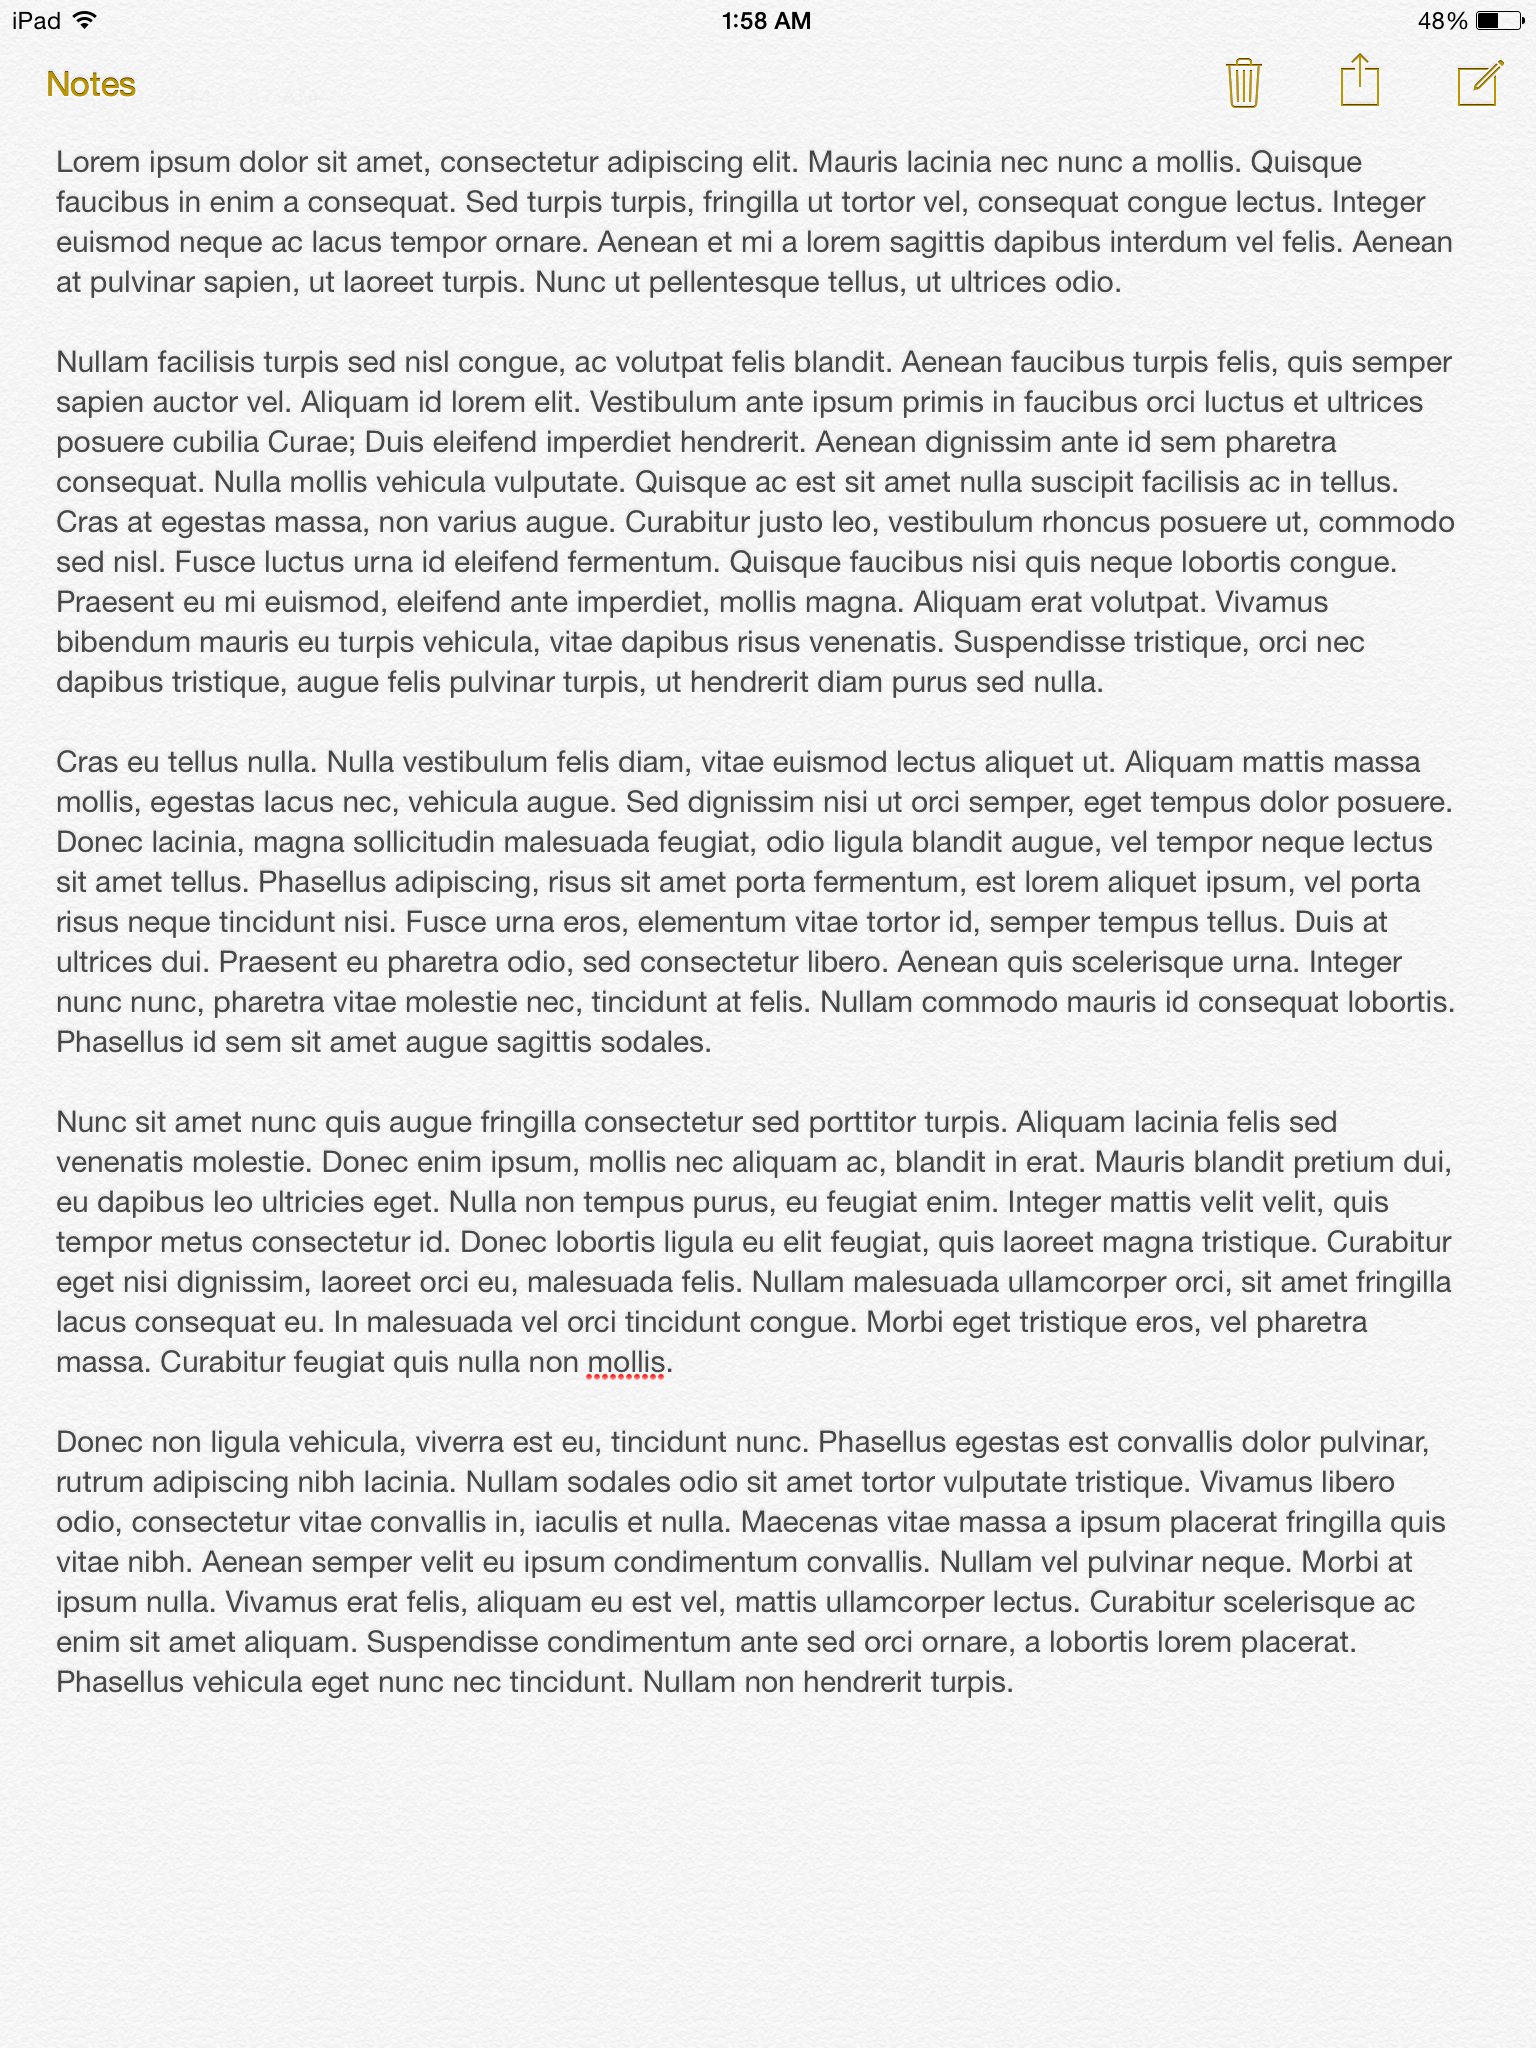 iPad
1:58 AM
48%
Notes
Lorem ipsum dolor sit amet, consectetur adipiscing elit. Mauris lacinia nec nunc a mollis. Quisque
faucibus in enim a consequat. Sed turpis turpis, fringilla ut tortor vel, consequat congue lectus. Integer
euismod neque ac lacus tempor ornare. Aenean et mi a lorem sagittis dapibus interdum vel felis. Aenean
at pulvinar sapien, ut laoreet turpis. Nunc ut pellentesque tellus, ut ultrices odio.
Nullam facilisis turpis sed nisl congue, ac volutpat felis blandit. Aenean faucibus turpis felis, quis semper
sapien auctor vel. Aliquam id lorem elit. Vestibulum ante ipsum primis in faucibus orci luctus et ultrices
posuere cubilia Curae; Duis eleifend imperdiet hendrerit. Aenean dignissim ante id sem pharetra
consequat. Nulla mollis vehicula vulputate. Quisque ac est sit amet nulla suscipit facilisis ac in tellus.
Cras at egestas massa, non varius augue. Curabitur justo leo, vestibulum rhoncus posuere ut, commodo
sed nisl. Fusce luctus urna id eleifend fermentum. Quisque faucibus nisi quis neque lobortis congue.
Praesent eu mi euismod, eleifend ante imperdiet, mollis magna. Aliquam erat volutpat. Vivamus
bibendum mauris eu turpis vehicula, vitae dapibus risus venenatis. Suspendisse tristique, orci nec
dapibus tristique, augue felis pulvinar turpis, ut hendrerit diam purus sed nulla.
Cras eu tellus nulla. Nulla vestibulum felis diam, vitae euismod lectus aliquet ut. Aliquam mattis massa
mollis, egestas lacus nec, vehicula augue. Sed dignissim nisi ut orci semper, eget tempus dolor posuere.
Donec lacinia, magna sollicitudin malesuada feugiat, odio ligula blandit augue, vel tempor neque lectus
sit amet tellus. Phasellus adipiscing, risus sit amet porta fermentum, est lorem aliquet ipsum, vel porta
risus neque tincidunt nisi. Fusce urna eros, elementum vitae tortor id, semper tempus tellus. Duis at
ultrices dui. Praesent eu pharetra odio, sed consectetur libero. Aenean quis scelerisque urna. Integer
nunc nunc, pharetra vitae molestie nec, tincidunt at felis. Nullam commodo mauris id consequat lobortis.
Phasellus id sem sit amet augue sagittis sodales.
Nunc sit amet nunc quis augue fringilla consectetur sed porttitor turpis. Aliquam lacinia felis sed
venenatis molestie. Donec enim ipsum, mollis nec aliquam ac, blandit in erat. Mauris blandit pretium dui,
eu dapibus leo ultricies eget. Nulla non tempus purus, eu feugiat enim. Integer mattis velit velit, quis
tempor metus consectetur id. Donec lobortis ligula eu elit feugiat, quis laoreet magna tristique. Curabitur
eget nisi dignissim, laoreet orci eu, malesuada felis. Nullam malesuada ullamcorper orci, sit amet fringilla
lacus consequat eu. In malesuada vel orci tincidunt congue. Morbi eget tristique eros, vel pharetra
massa. Curabitur feugiat quis nulla non mollis.
Donec non ligula vehicula, viverra est eu, tincidunt nunc. Phasellus egestas est convallis dolor pulvinar,
rutrum adipiscing nibh lacinia. Nullam sodales odio sit amet tortor vulputate tristique. Vivamus libero
odio, consectetur vitae convallis in, iaculis et nulla. Maecenas vitae massa a ipsum placerat fringilla quis
vitae nibh. Aenean semper velit eu ipsum condimentum convallis. Nullam vel pulvinar neque. Morbi at
ipsum nulla. Vivamus erat felis, aliquam eu est vel, mattis ullamcorper lectus. Curabitur scelerisque ac
enim sit amet aliquam. Suspendisse condimentum ante sed orci ornare, a lobortis lorem placerat.
Phasellus vehicula eget nunc nec tincidunt. Nullam non hendrerit turpis.